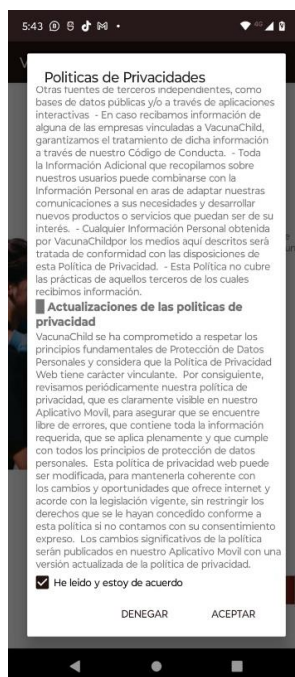 5:43
4G
Politicas de Privacidades
Otras fuentes de terceros independientes, como
bases de datos públicas y/o a través de aplicaciones
interactivas - En caso recibamos información de
alguna de las empresas vinculadas a VacunaChild,
garantizamos el tratamiento de dicha información
a través de nuestro Código de Conducta. - Toda
la Información Adicional que recopilamos sobre
nuestros usuarios puede combinarse con la
Información Personal en aras de adaptar nuestras
comunicaciones a sus necesidades y desarrollar
nuevos productos o servicios que puedan ser de su
interés. - Cualquier Información Personal obtenida
por VacunaChildpor los medios aquí descritos será
tratada de conformidad con las disposiciones de
esta Política de Privacidad. - Esta Política no cubre
las prácticas de aquellos terceros de los cuales
recibimos información.
Actualizaciones de las politicas de
privacidad
VacunaChild se ha comprometido a respetar los
principios fundamentales de Protección de Datos
Personales y considera que la Política de Privacidad
Web tiene carácter vinculante. Por consiguiente,
revisamos periódicamente nuestra política de
privacidad, que es claramente visible en nuestro
Aplicativo Movil, para asegurar que se encuentre
libre de errores, que contiene toda la información
requerida, que se aplica plenamente y que cumple
con todos los principios de protección de datos
personales. Esta política de privacidad web puede
ser modificada, para mantenerla coherente con
los cambios y oportunidades que ofrece internet y
acorde con la legislación vigente, sin restringir los
derechos que se le hayan concedido conforme a
esta política si no contamos con su consentimiento
expreso. Los cambios significativos de la política
serán publicados en nuestro Aplicativo Movil con una
versión actualizada de la política de privacidad.
He leido y estoy de acuerdo
DENEGAR ACEPTAR